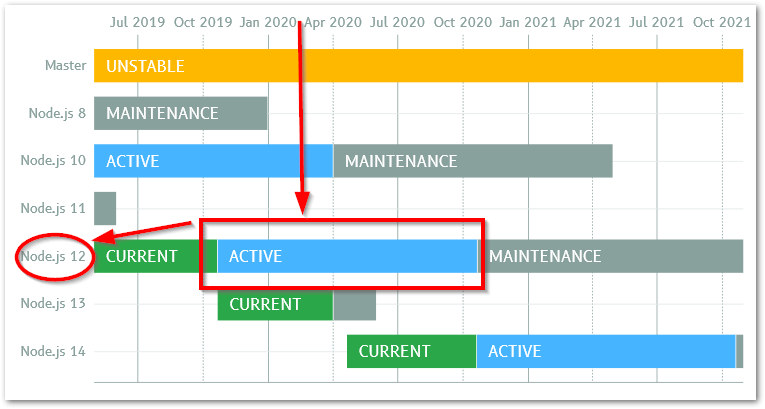 Jul 2019 Oct 2019 Jan 2020 Apr 2020 Jul 2020 Oct 2020 Jan 2021 Apr 2021 Jul 2021 Oct 2021
Master UNSTABLE
Node.js 8 MAINTENANCE
Node.js 10 ACTIVE MAINTENANCE
Node.js 11
Node.js 12 CURRENT ACTIVE MAINTENANCE
Node.js 13 CURRENT
Node.js 14 CURRENT ACTIVE